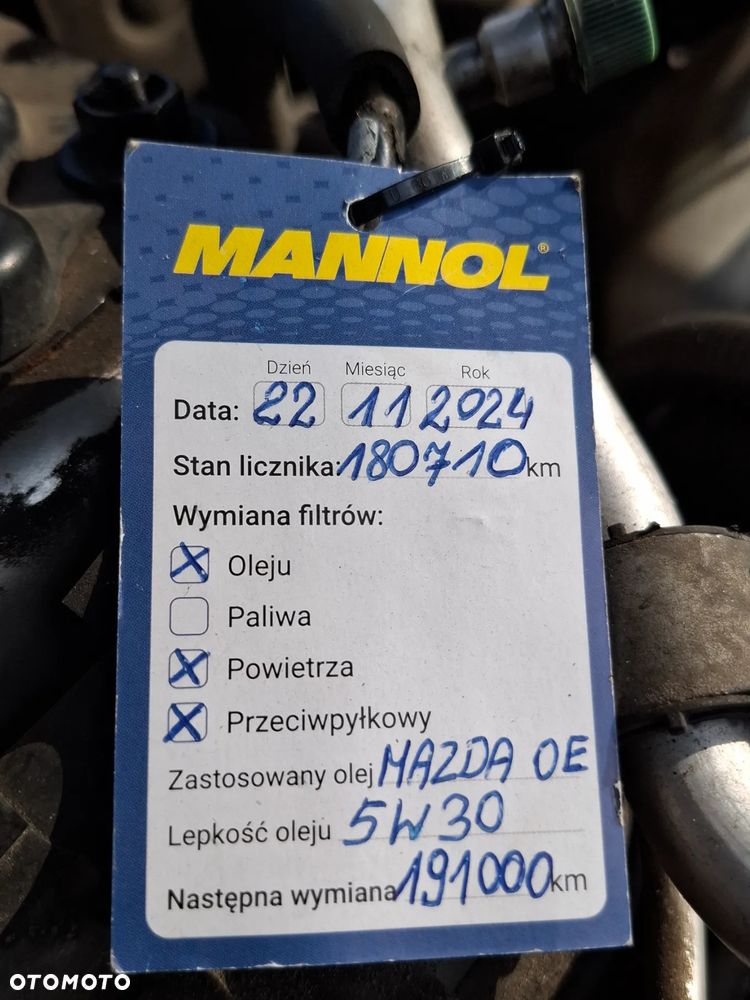 MANNOL®
Dzień Miesiąc Rok
Data: 22 11 2024
Stan licznika: 180710 km
Wymiana filtrów:
Oleju
Paliwa
Powietrza
Przeciwpyłkowy
Zastosowany olej MAZDA OE
Lepkość oleju 5W30
Następna wymiana 191000 km
OTOMOTO